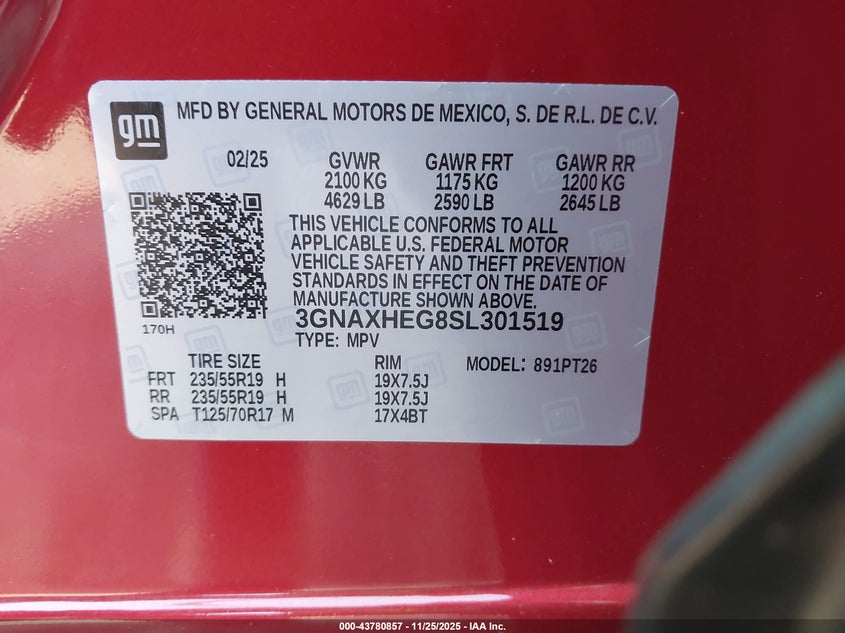 gm MFD BY GENERAL MOTORS DE MEXICO, S. DE R.L. DE C.V.
02/25 GVWR GAWR FRT GAWR RR
2100 KG 1175 KG 1200 KG
4629 LB 2590 LB 2645 LB
THIS VEHICLE CONFORMS TO ALL
APPLICABLE U.S. FEDERAL MOTOR
VEHICLE SAFETY AND THEFT PREVENTION
STANDARDS IN EFFECT ON THE DATE OF
MANUFACTURE SHOWN ABOVE.
170H 3GNAXHEG8SL301519
TYPE: MPV
TIRE SIZE RIM MODEL: 891PT26
FRT 235/55R19 H 19X7.5J
RR 235/55R19 H 19X7.5J
SPA T125/70R17 M 17X4BT
000-43780857 - 11/25/2025 - IAA Inc.